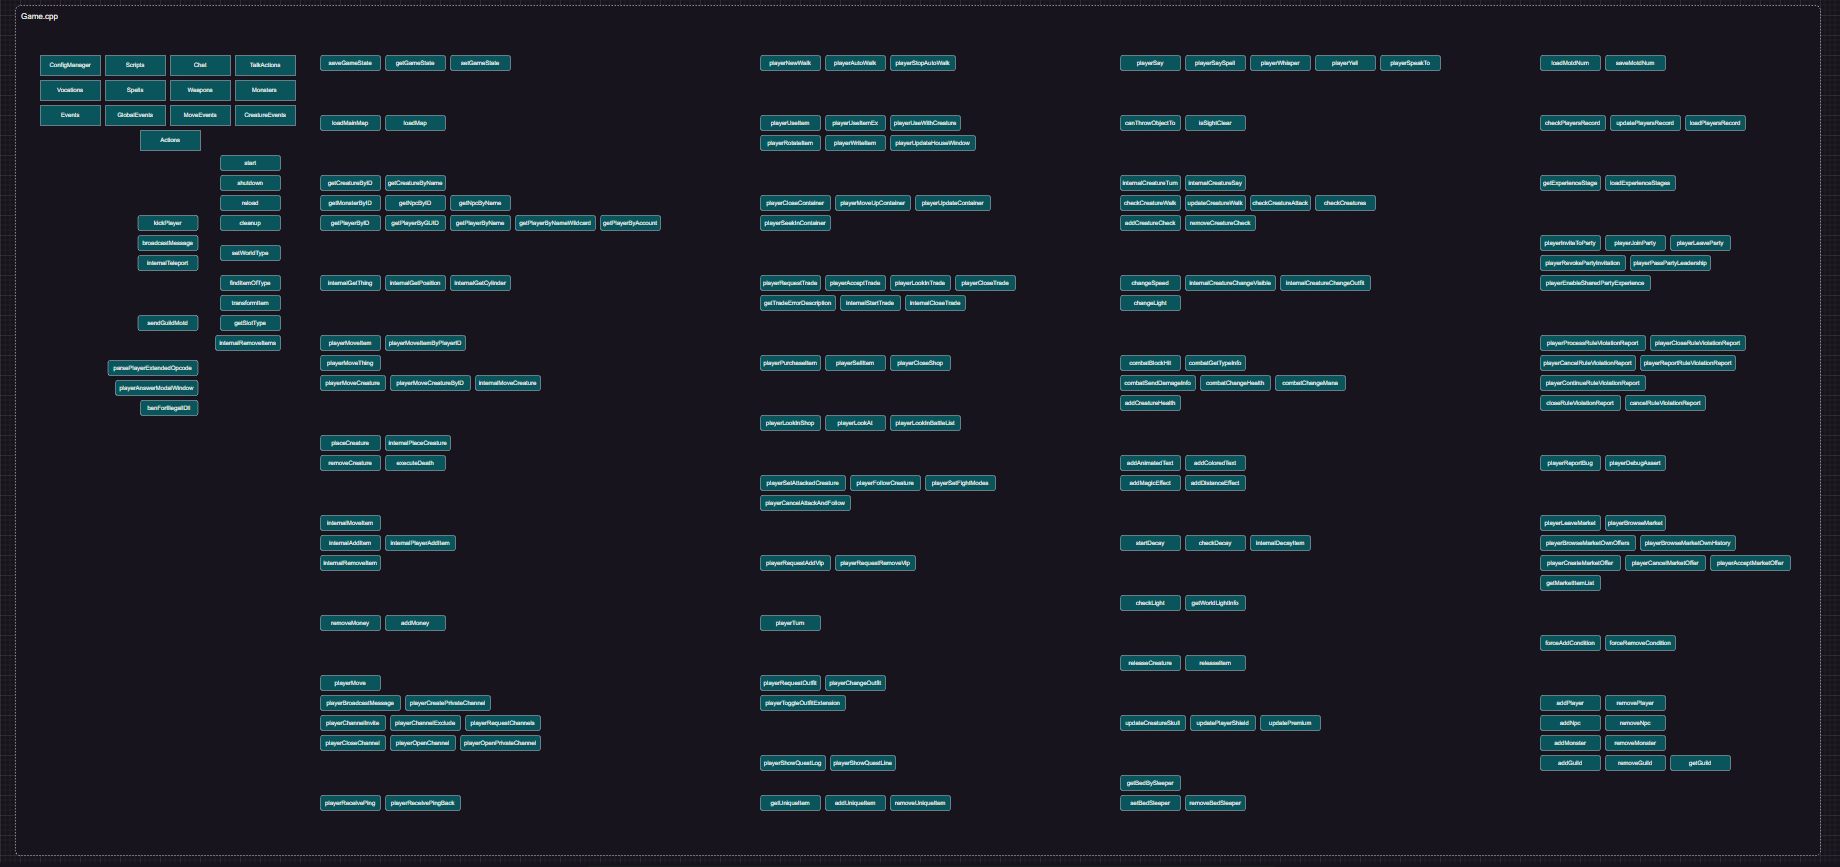 Game.cpp
ConfigManager Scripts Chat TalkActions
Vocations Spells Weapons Monsters
Events GlobalEvents MoveEvents CreatureEvents
Actions
start
shutdown
reload
kickPlayer cleanup
broadcastMessage
setWorldType
internalTeleport
findItemOfType
transformItem
sendGuildMotd getSlotType
internalRemoveItems
parsePlayerExtendedOpcode
playerAnswerModalWindow
banForIllegalDll
saveGameState getGameState setGameState
loadMainMap loadMap
getCreatureByID getCreatureByName
getMonsterByID getNpcByID getNpcByName
getPlayerByID getPlayerByGUID getPlayerByName getPlayerByNameWildcard getPlayerByAccount
internalGetThing internalGetPosition internalGetCylinder
playerMoveItem playerMoveItemByPlayerID
playerMoveThing
playerMoveCreature playerMoveCreatureByID internalMoveCreature
placeCreature internalPlaceCreature
removeCreature executeDeath
internalMoveItem
internalAddItem internalPlayerAddItem
internalRemoveItem
removeMoney addMoney
playerMove
playerBroadcastMessage playerCreatePrivateChannel
playerChannelInvite playerChannelExclude playerRequestChannels
playerCloseChannel playerOpenChannel playerOpenPrivateChannel
playerReceivePing playerReceivePingBack
playerNewWalk playerAutoWalk playerStopAutoWalk
playerUseItem playerUseItemEx playerUseWithCreature
playerRotateItem playerWriteItem playerUpdateHouseWindow
playerCloseContainer playerMoveUpContainer playerUpdateContainer
playerSeekInContainer
playerRequestTrade playerAcceptTrade playerLookInTrade playerCloseTrade
getTradeErrorDescription internalStartTrade internalCloseTrade
playerPurchaseItem playerSellItem playerCloseShop
playerLookInShop playerLookAt playerLookInBattleList
playerSetAttackedCreature playerFollowCreature playerSetFightModes
playerCancelAttackAndFollow
playerRequestAddVip playerRequestRemoveVip
playerTurn
playerRequestOutfit playerChangeOutfit
playerToggleOutfitExtension
playerShowQuestLog playerShowQuestLine
getUniqueItem addUniqueItem removeUniqueItem
playerSay playerSaySpell playerWhisper playerYell playerSpeakTo
canThrowObjectTo isSightClear
internalCreatureTurn internalCreatureSay
checkCreatureWalk updateCreatureWalk checkCreatureAttack checkCreatures
addCreatureCheck removeCreatureCheck
changeSpeed internalCreatureChangeVisible internalCreatureChangeOutfit
changeLight
combatBlockHit combatGetTypeInfo
combatSendDamageInfo combatChangeHealth combatChangeMana
addCreatureHealth
addAnimatedText addColoredText
addMagicEffect addDistanceEffect
startDecay checkDecay internalDecayItem
checkLight getWorldLightInfo
releaseCreature releaseItem
updateCreatureSkull updatePlayerShield updatePremium
getBedBySleeper
setBedSleeper removeBedSleeper
loadMotdNum saveMotdNum
checkPlayersRecord updatePlayersRecord loadPlayersRecord
getExperienceStage loadExperienceStages
playerInviteToParty playerJoinParty playerLeaveParty
playerRevokePartyInvitation playerPassPartyLeadership
playerEnableSharedPartyExperience
playerProcessRuleViolationReport playerCloseRuleViolationReport
playerCancelRuleViolationReport playerReportRuleViolationReport
playerContinueRuleViolationReport
closeRuleViolationReport cancelRuleViolationReport
playerReportBug playerDebugAssert
playerLeaveMarket playerBrowseMarket
playerBrowseMarketOwnOffers playerBrowseMarketOwnHistory
playerCreateMarketOffer playerCancelMarketOffer playerAcceptMarketOffer
getMarketItemList
forceAddCondition forceRemoveCondition
addPlayer removePlayer
addNpc removeNpc
addMonster removeMonster
addGuild removeGuild getGuild